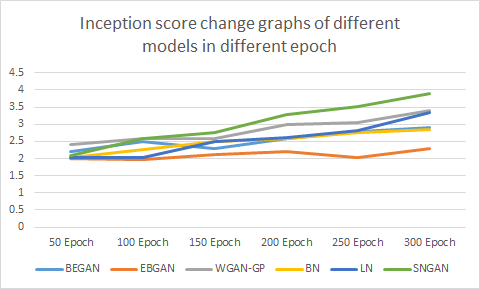 Inception score change graphs of different
models in different epoch
4.5
4
3.5
3
2.5
2
1.5
1
0.5
0
50 Epoch 100 Epoch 150 Epoch 200 Epoch 250 Epoch 300 Epoch
BEGAN EBGAN WGAN-GP BN LN SNGAN